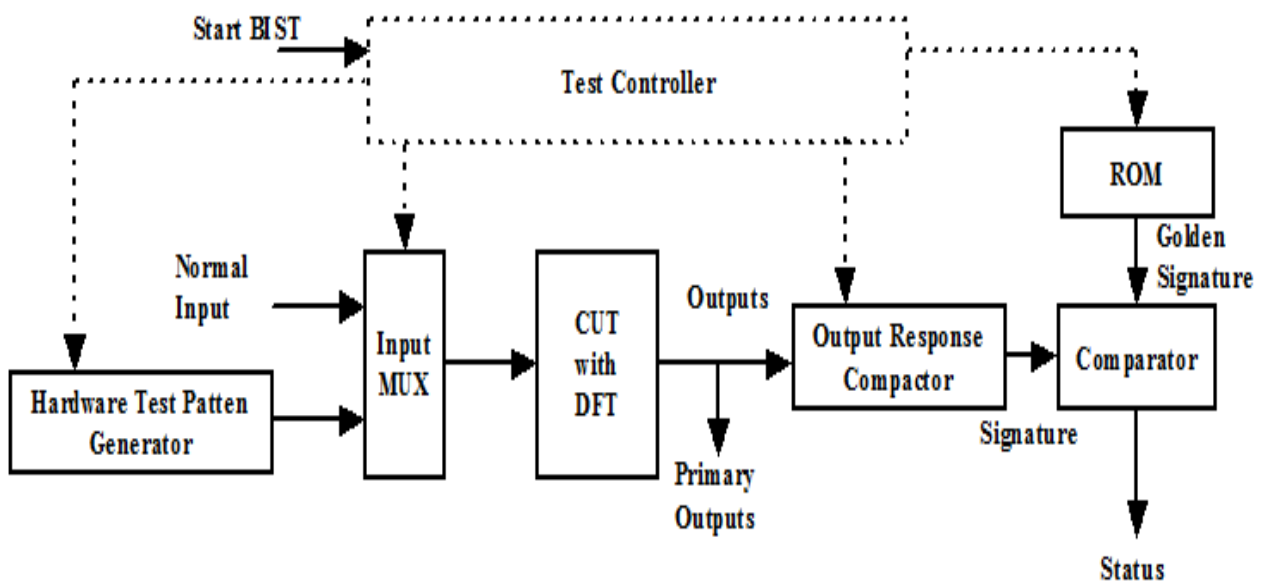 Start BIST
Test Controller
ROM
Golden
Signature
Normal
Input
Input
MUX
CUT
with
DFT
Outputs
Output Response
Compactor
Comparator
Hardware Test Patten
Generator
Signature
Primary
Outputs
Status